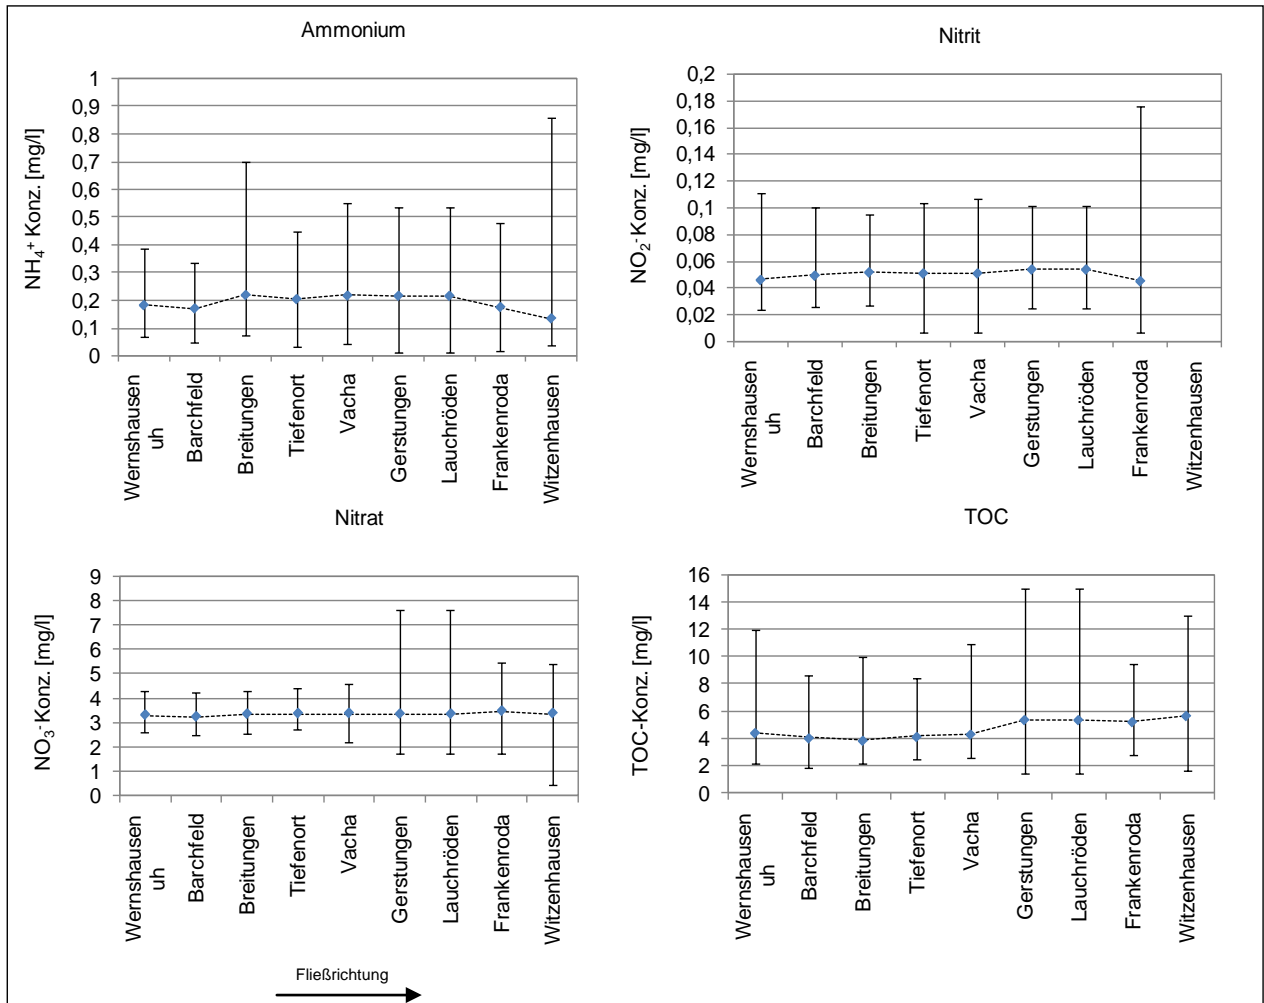 Ammonium
NH₄⁺ Konz. [mg/l]
1
0,9
0,8
0,7
0,6
0,5
0,4
0,3
0,2
0,1
0
Wernshausen
uh
Barchfeld
Breitungen
Tiefenort
Vacha
Gerstungen
Lauchröden
Frankenroda
Witzenhausen
Nitrit
NO₂-Konz. [mg/l]
0,2
0,18
0,16
0,14
0,12
0,1
0,08
0,06
0,04
0,02
0
Wernshausen
uh
Barchfeld
Breitungen
Tiefenort
Vacha
Gerstungen
Lauchröden
Frankenroda
Witzenhausen
Nitrat
NO₃-Konz. [mg/l]
9
8
7
6
5
4
3
2
1
0
Wernshausen
uh
Barchfeld
Breitungen
Tiefenort
Vacha
Gerstungen
Lauchröden
Frankenroda
Witzenhausen
TOC
TOC-Konz. [mg/l]
16
14
12
10
8
6
4
2
0
Wernshausen
uh
Barchfeld
Breitungen
Tiefenort
Vacha
Gerstungen
Lauchröden
Frankenroda
Witzenhausen
Fließrichtung